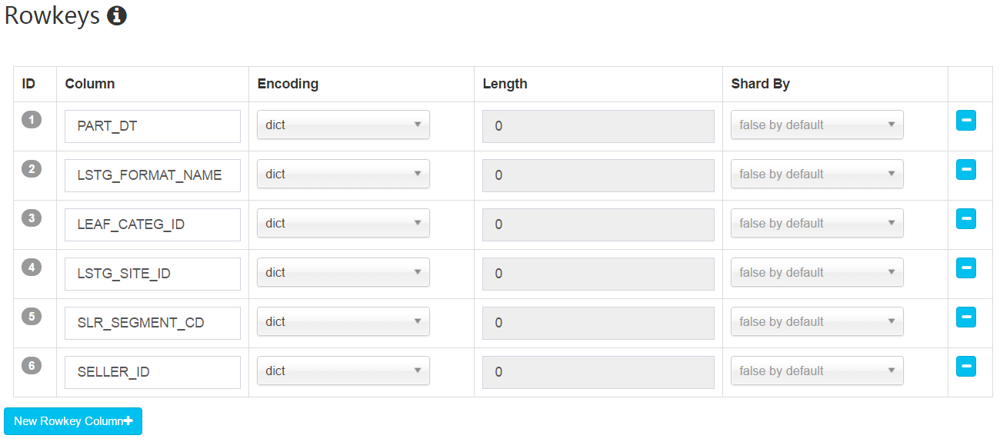 Rowkeys
ID Column Encoding Length Shard By
1 PART_DT dict 0 false by default
2 LSTG_FORMAT_NAME dict 0 false by default
3 LEAF_CATEG_ID dict 0 false by default
4 LSTG_SITE_ID dict 0 false by default
5 SLR_SEGMENT_CD dict 0 false by default
6 SELLER_ID dict 0 false by default
New Rowkey Column+